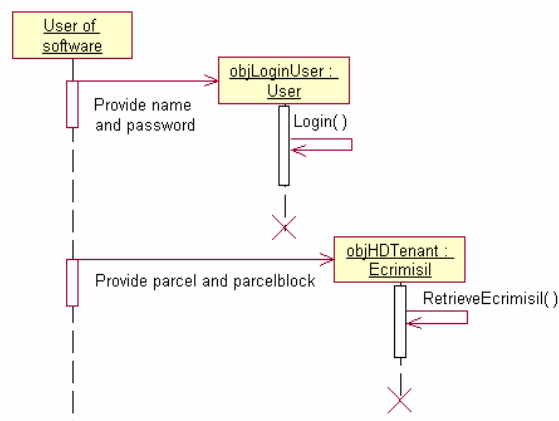 User of
software
objLoginUser :
User
Provide name
and password
Login( )
objHDTenant :
Ecrimisil
Provide parcel and parcelblock
RetrieveEcrimisil( )